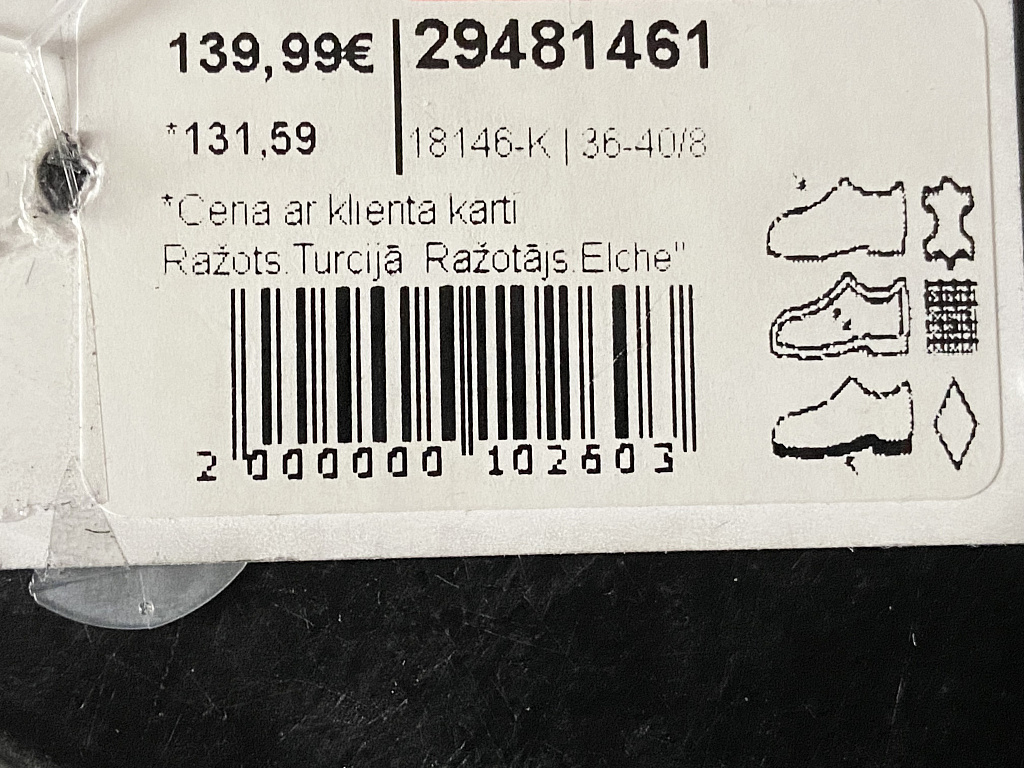 139,99€ | 29481461
*131,59 | 18146-K | 36-40/8
*Cena ar klienta karti
Ražots.Turcijā Ražotājs.Elche"
2 000000 102603